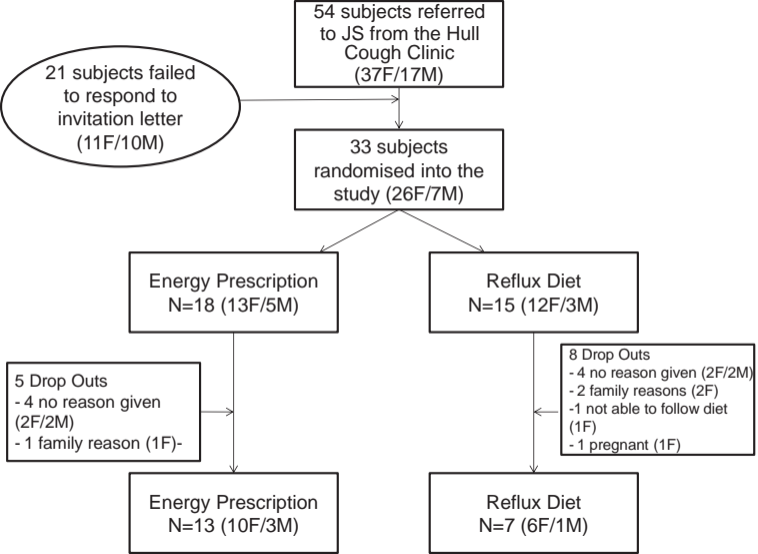 54 subjects referred
to JS from the Hull
Cough Clinic
(37F/17M)
21 subjects failed
to respond to
invitation letter
(11F/10M)
33 subjects
randomised into the
study (26F/7M)
Energy Prescription
N=18 (13F/5M)
Reflux Diet
N=15 (12F/3M)
5 Drop Outs
- 4 no reason given
(2F/2M)
- 1 family reason (1F)-
8 Drop Outs
- 4 no reason given (2F/2M)
- 2 family reasons (2F)
-1 not able to follow diet
(1F)
- 1 pregnant (1F)
Energy Prescription
N=13 (10F/3M)
Reflux Diet
N=7 (6F/1M)